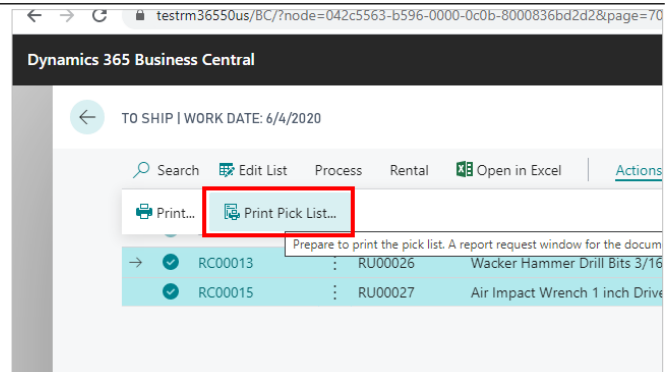 testrm36550us/BC/?node=042c5563-b596-0000-0c0b-8000836bd2d2&page=70
Dynamics 365 Business Central
TO SHIP | WORK DATE: 6/4/2020
Search Edit List Process Rental Open in Excel Actions
Print... Print Pick List...
Prepare to print the pick list. A report request window for the docum
RC00013 RU00026 Wacker Hammer Drill Bits 3/16
RC00015 RU00027 Air Impact Wrench 1 inch Drive